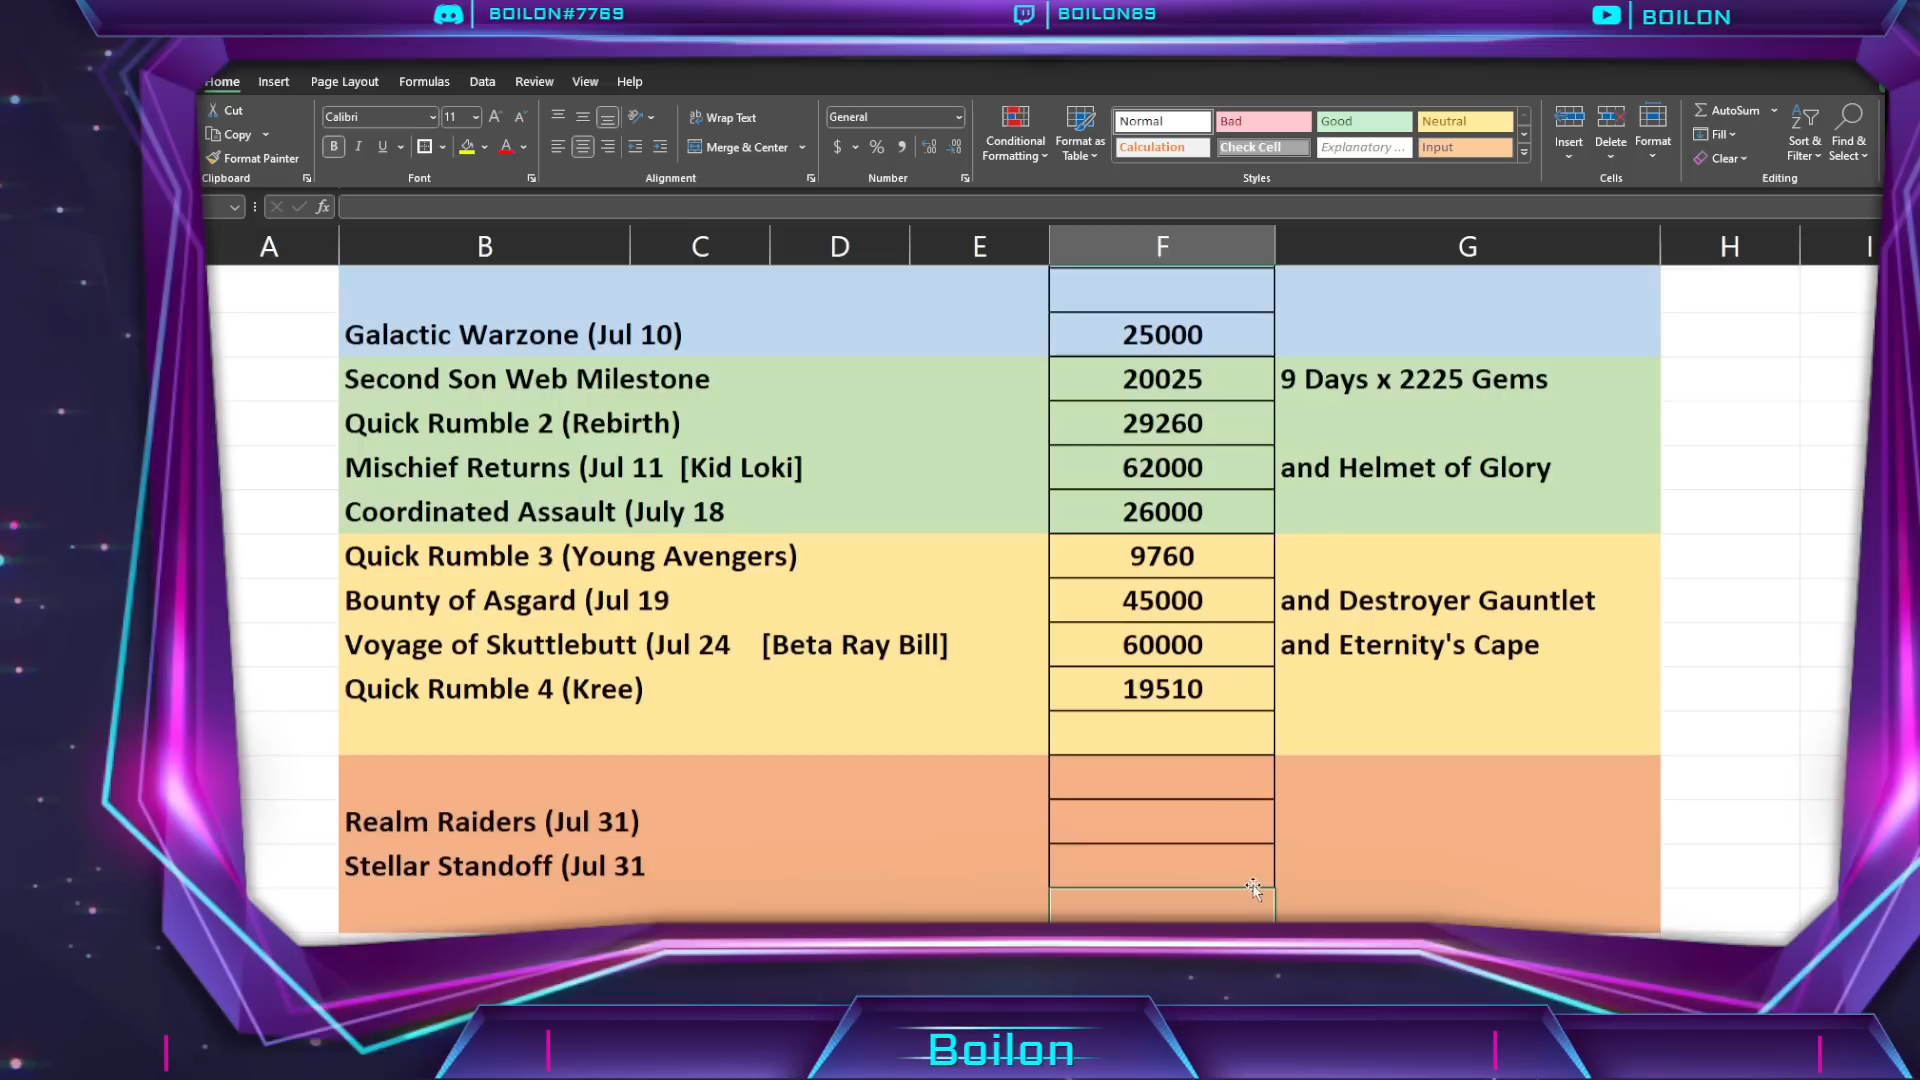 BOILON#7769
BOILON89
BOILON
Home Insert Page Layout Formulas Data Review View Help
Cut
Copy
Format Painter
Clipboard
Calibri 11
B I U
Font
Wrap Text
Merge & Center
Alignment
General
$ % ,
Number
Conditional Formatting
Format as Table
Normal Bad Good Neutral
Calculation Check Cell Explanatory ... Input
Styles
Insert Delete Format
Cells
AutoSum
Fill
Clear
Sort & Filter
Find & Select
Editing
fx
A B C D E F G H I
Galactic Warzone (Jul 10) 25000
Second Son Web Milestone 20025 9 Days x 2225 Gems
Quick Rumble 2 (Rebirth) 29260
Mischief Returns (Jul 11 [Kid Loki] 62000 and Helmet of Glory
Coordinated Assault (July 18 26000
Quick Rumble 3 (Young Avengers) 9760
Bounty of Asgard (Jul 19 45000 and Destroyer Gauntlet
Voyage of Skuttlebutt (Jul 24 [Beta Ray Bill] 60000 and Eternity's Cape
Quick Rumble 4 (Kree) 19510
Realm Raiders (Jul 31)
Stellar Standoff (Jul 31
Boilon